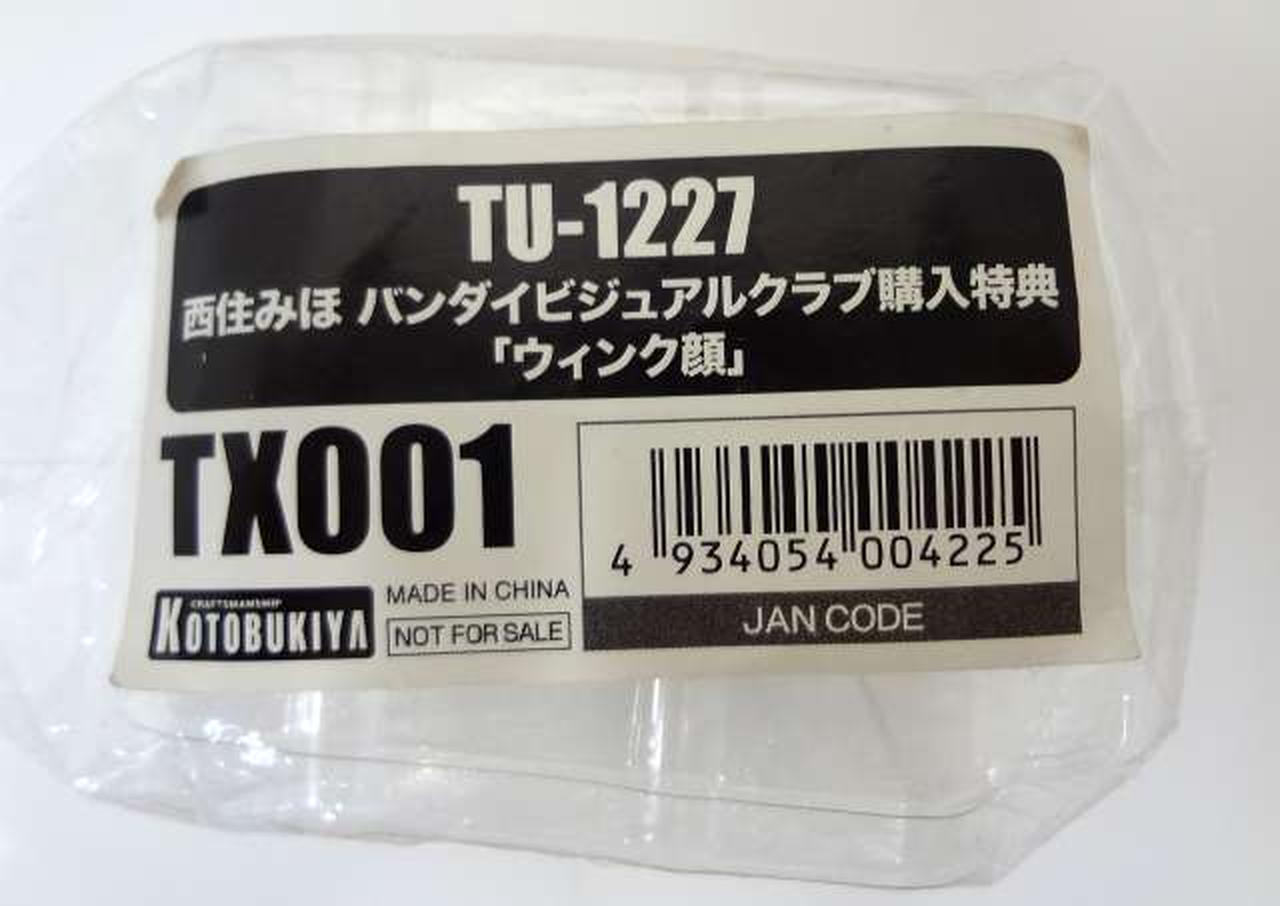 TU-1227
西住みほ バンダイビジュアルクラブ購入特典
「ウィンク顔」
TX001
CRAFTSMANSHIP
KOTOBUKIYA
MADE IN CHINA
NOT FOR SALE
4 934054 004225
JAN CODE